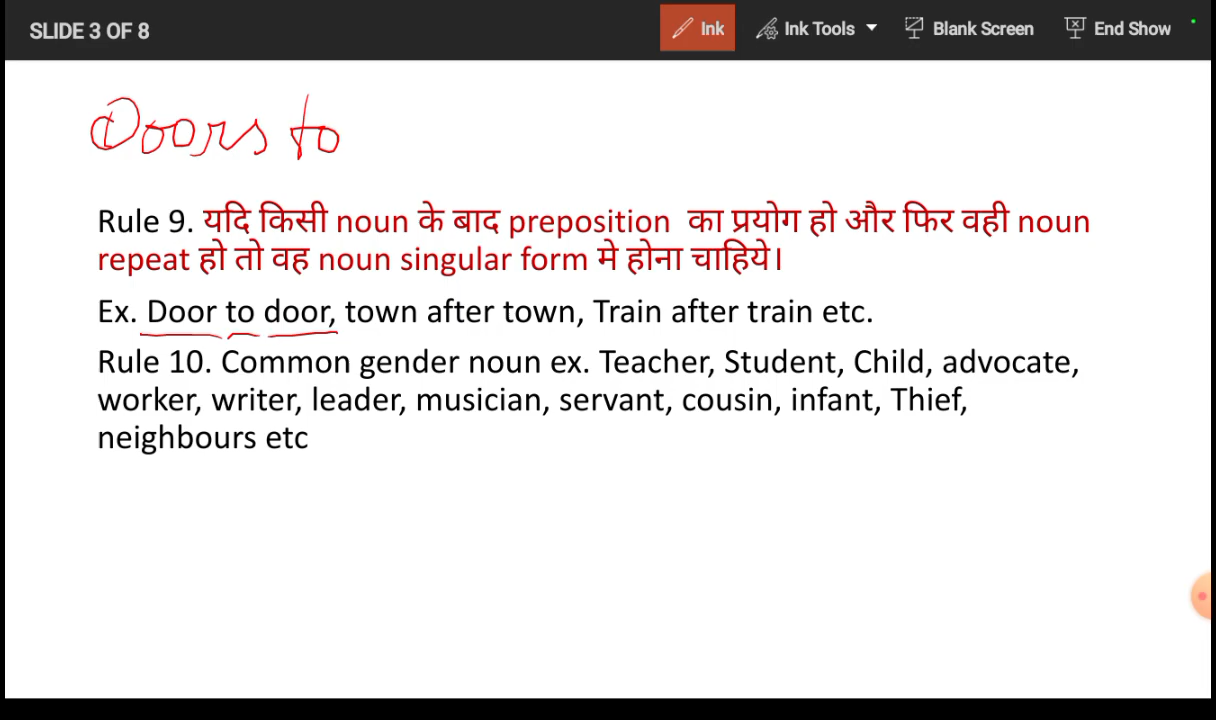 SLIDE 3 OF 8 Ink Ink Tools Blank Screen End Show
Doors to
Rule 9. यदि किसी noun के बाद preposition का प्रयोग हो और फिर वही noun
repeat हो तो वह noun singular form मे होना चाहिये।
Ex. Door to door, town after town, Train after train etc.
Rule 10. Common gender noun ex. Teacher, Student, Child, advocate,
worker, writer, leader, musician, servant, cousin, infant, Thief,
neighbours etc